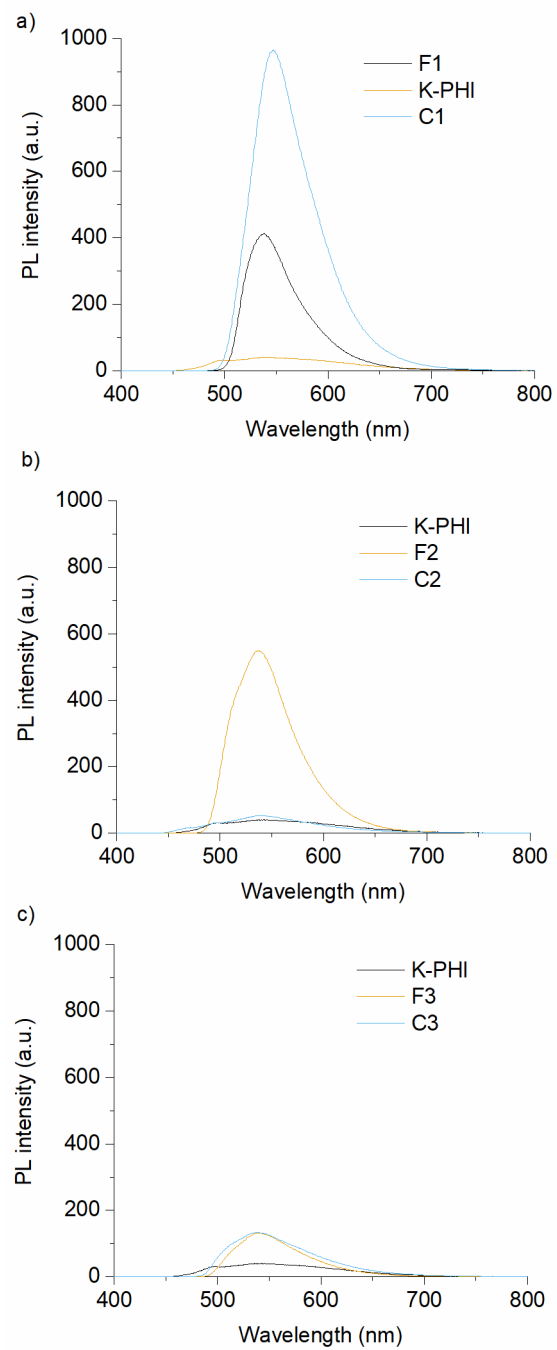 a)
1000
800
600
400
200
0
PL intensity (a.u.)
F1
K-PHI
C1
400 500 600 700 800
Wavelength (nm)
b)
1000
800
600
400
200
0
PL intensity (a.u.)
K-PHI
F2
C2
400 500 600 700 800
Wavelength (nm)
c)
1000
800
600
400
200
0
PL intensity (a.u.)
K-PHI
F3
C3
400 500 600 700 800
Wavelength (nm)